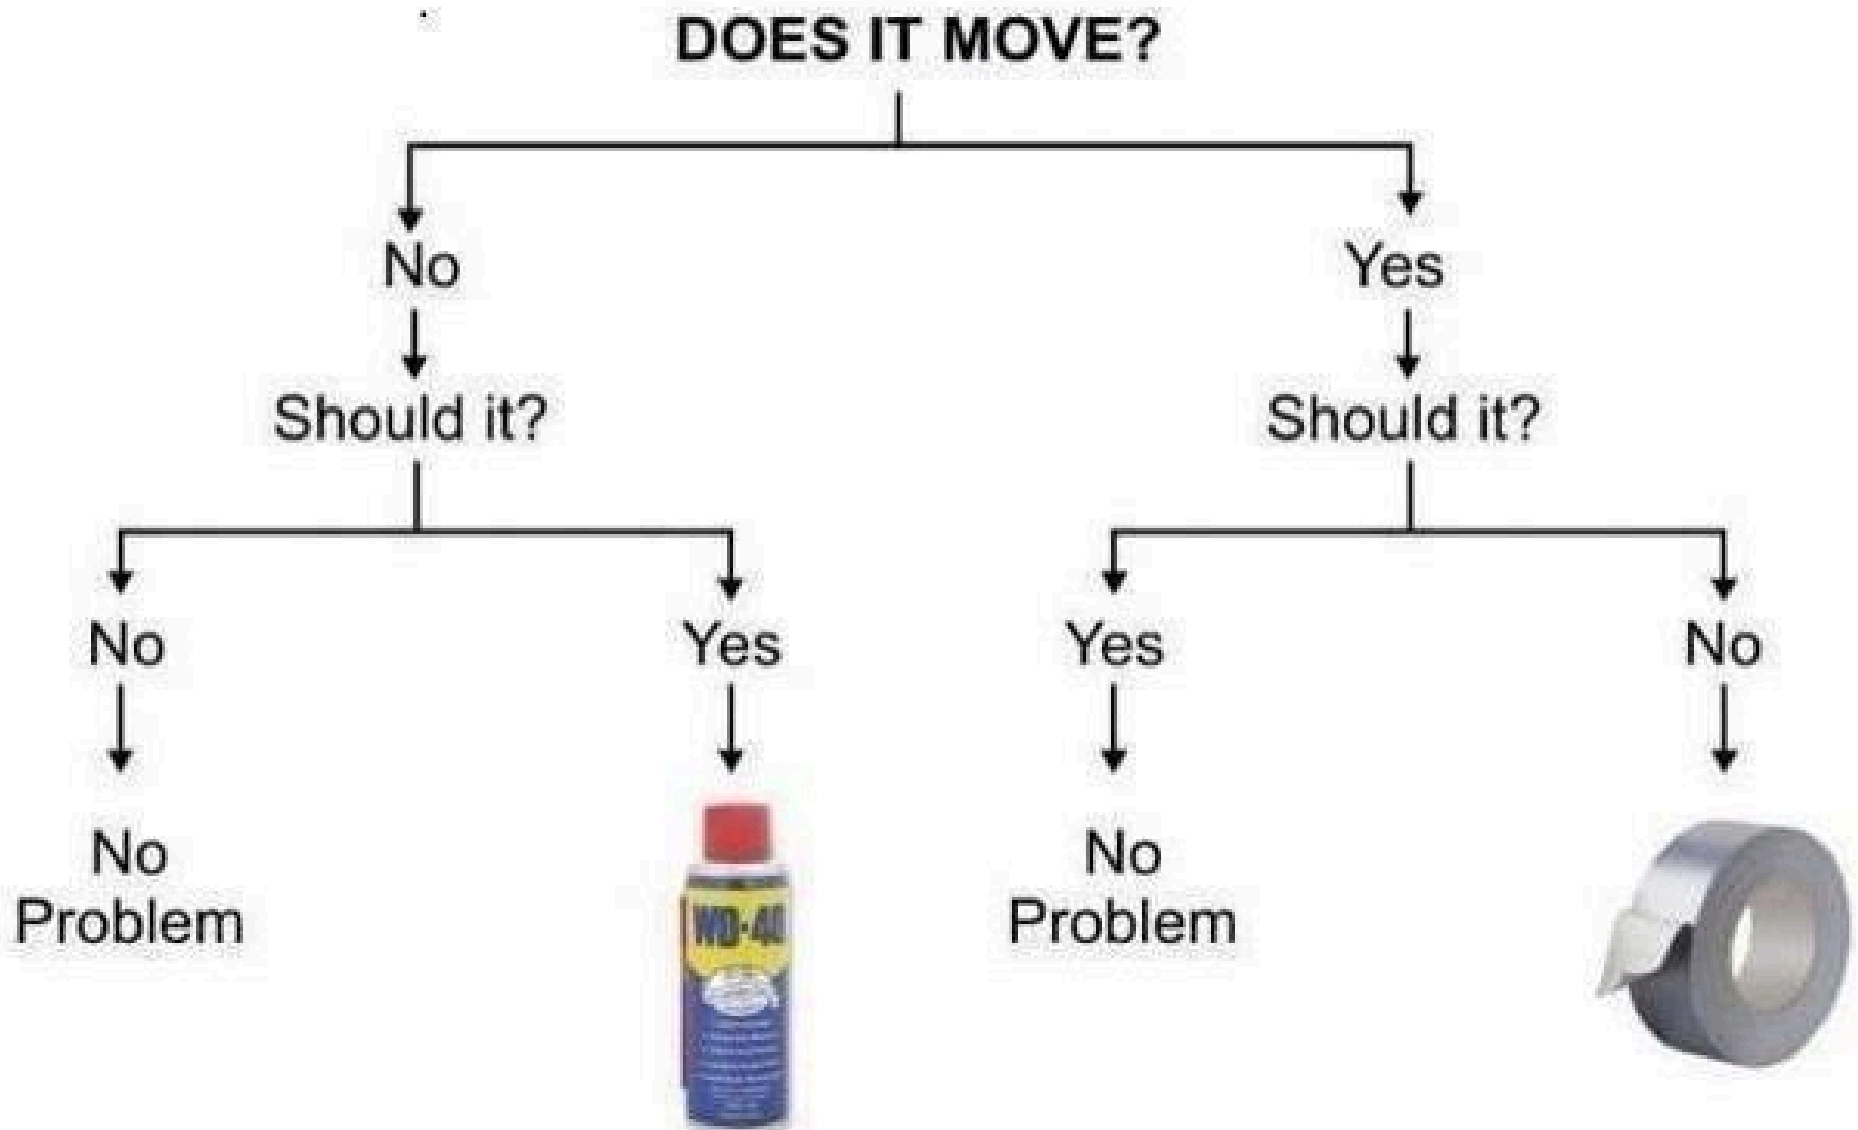 DOES IT MOVE?
No
Yes
Should it?
Should it?
No
Yes
Yes
No
No
Problem
WD-40
No
Problem